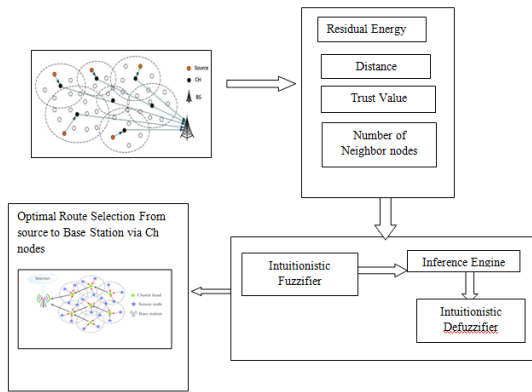 Source
CH
BS
Residual Energy
Distance
Trust Value
Number of
Neighbor nodes
Optimal Route Selection From
source to Base Station via Ch
nodes
Internet
Cluster head
Sensor node
Base station
Intuitionistic
Fuzzifier
Inference Engine
Intuitionistic
Defuzzifier